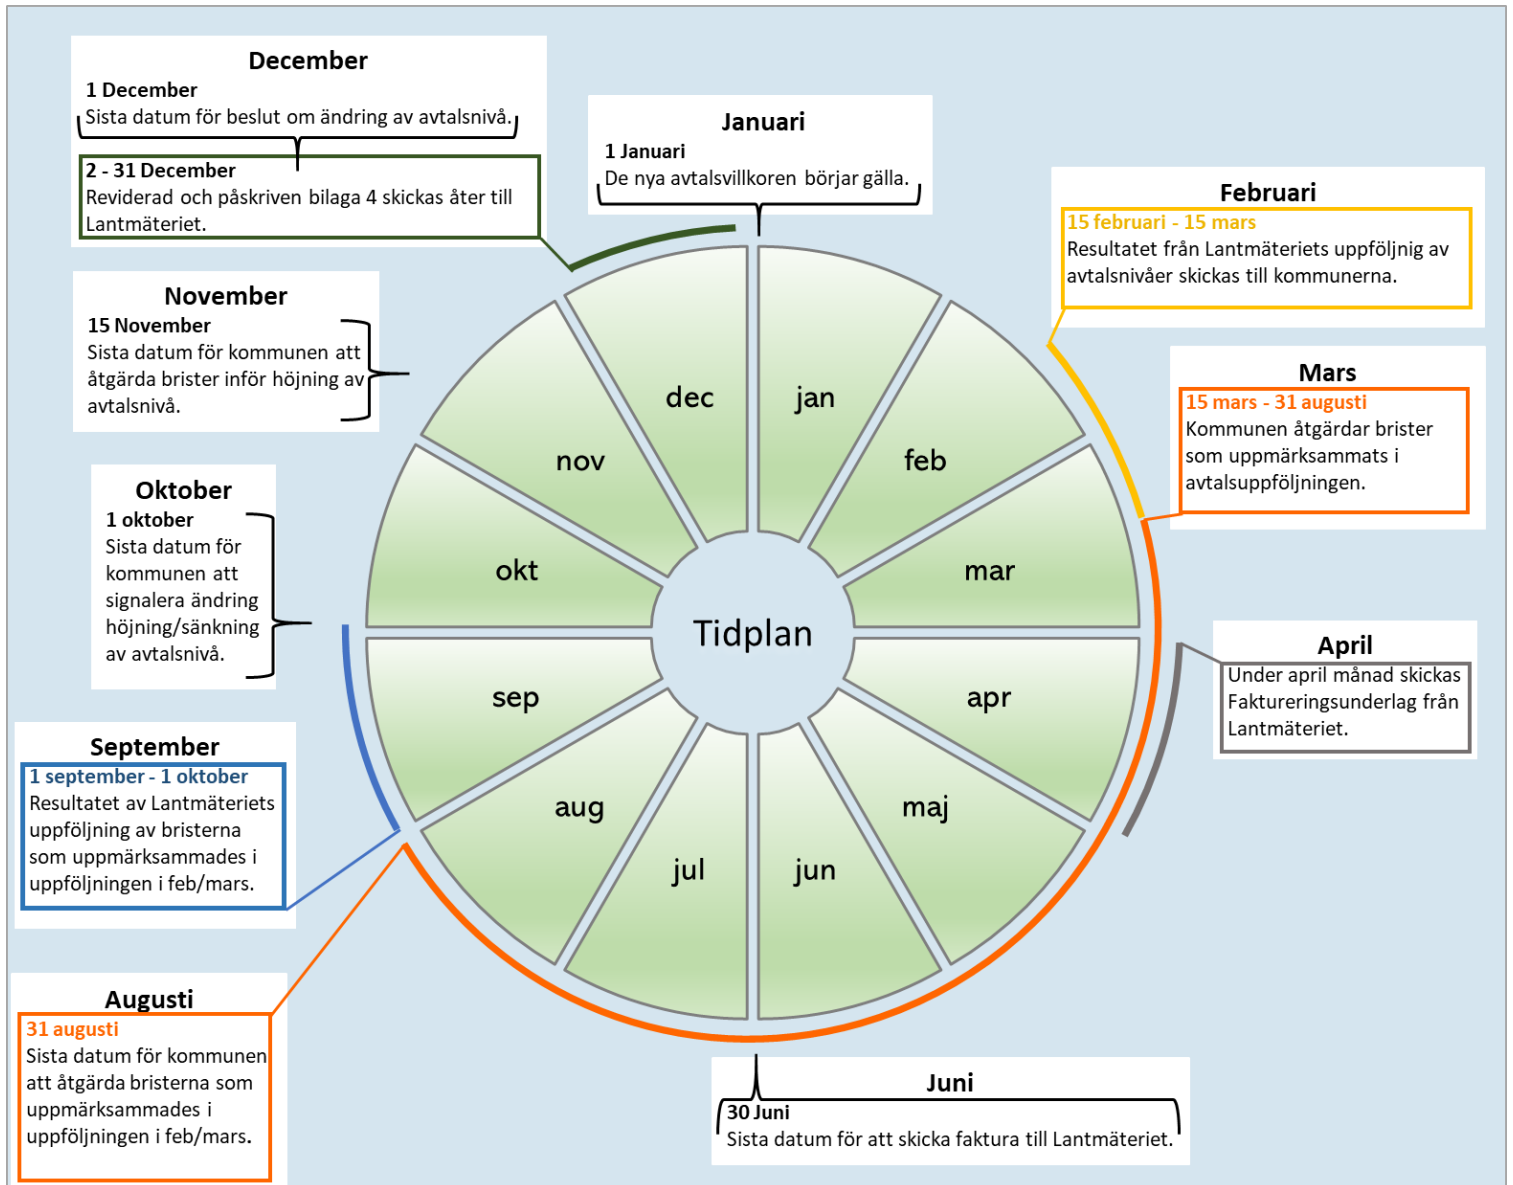 December
1 December
Sista datum för beslut om ändring av avtalsnivå.
2 - 31 December
Reviderad och påskriven bilaga 4 skickas åter till
Lantmäteriet.
Januari
1 Januari
De nya avtalsvillkoren börjar gälla.
Februari
15 februari - 15 mars
Resultatet från Lantmäteriets uppföljnig av
avtalsnivåer skickas till kommunerna.
Mars
15 mars - 31 augusti
Kommunen åtgärdar brister
som uppmärksammats i
avtalsuppföljningen.
April
Under april månad skickas
Faktureringsunderlag från
Lantmäteriet.
Juni
30 Juni
Sista datum för att skicka faktura till Lantmäteriet.
Augusti
31 augusti
Sista datum för kommunen
att åtgärda bristerna som
uppmärksammades i
uppföljningen i feb/mars.
September
1 september - 1 oktober
Resultatet av Lantmäteriets
uppföljning av bristerna
som uppmärksammades i
uppföljningen i feb/mars.
Oktober
1 oktober
Sista datum för
kommunen att
signalera ändring
höjning/sänkning
av avtalsnivå.
November
15 November
Sista datum för kommunen att
åtgärda brister inför höjning av
avtalsnivå.
jan
feb
mar
apr
maj
jun
jul
aug
sep
okt
nov
dec
Tidplan